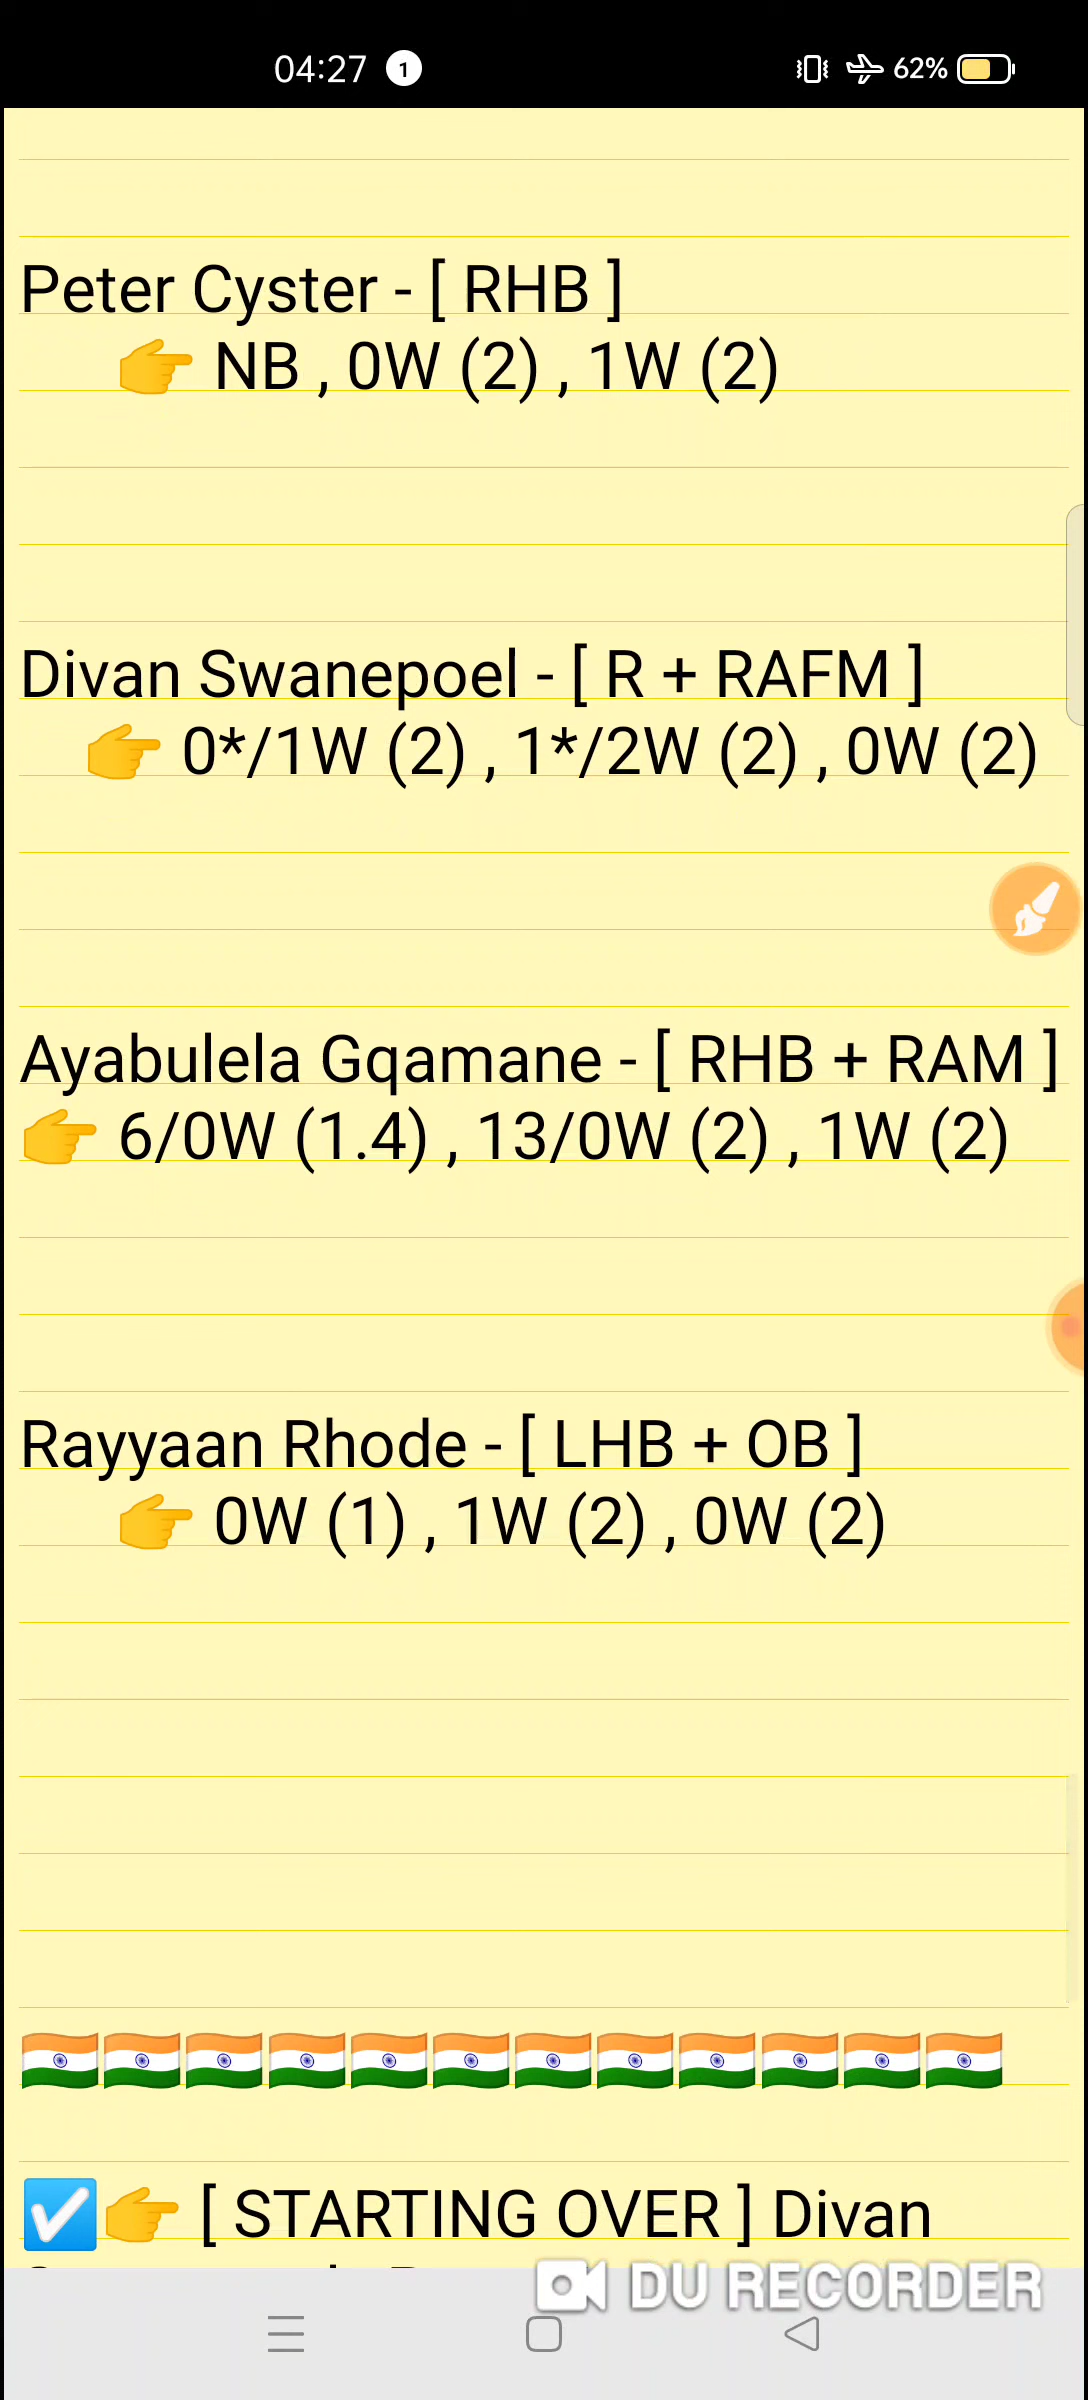 04:27 1 62%
Peter Cyster - [ RHB ]
👉 NB , 0W (2) , 1W (2)
Divan Swanepoel - [ R + RAFM ]
👉 0*/1W (2) , 1*/2W (2) , 0W (2)
Ayabulela Gqamane - [ RHB + RAM ]
👉 6/0W (1.4) , 13/0W (2) , 1W (2)
Rayyaan Rhode - [ LHB + OB ]
👉 0W (1) , 1W (2) , 0W (2)
🇮🇳🇮🇳🇮🇳🇮🇳🇮🇳🇮🇳🇮🇳🇮🇳🇮🇳🇮🇳🇮🇳🇮🇳
☑️👉 [ STARTING OVER ] Divan
DU RECORDER